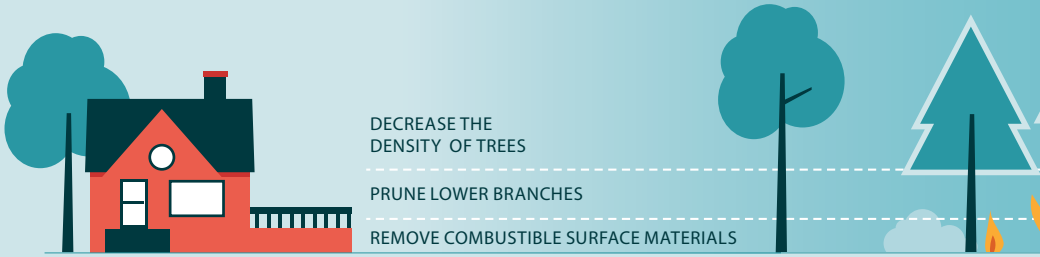 DECREASE THE
DENSITY OF TREES
PRUNE LOWER BRANCHES
REMOVE COMBUSTIBLE SURFACE MATERIALS